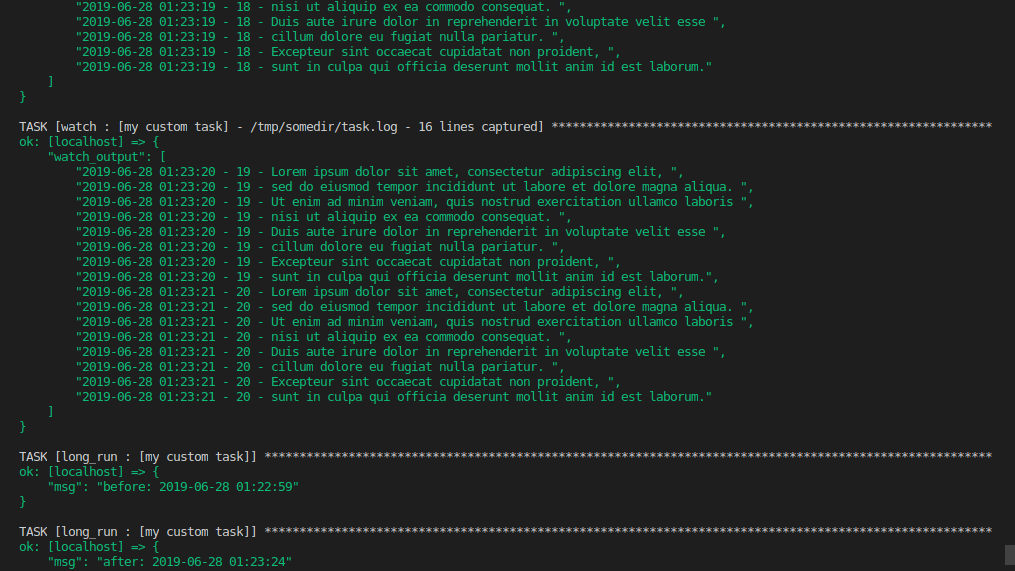 "2019-06-28 01:23:19 - 18 - nisi ut aliquip ex ea commodo consequat. ",
"2019-06-28 01:23:19 - 18 - Duis aute irure dolor in reprehenderit in voluptate velit esse ",
"2019-06-28 01:23:19 - 18 - cillum dolore eu fugiat nulla pariatur. ",
"2019-06-28 01:23:19 - 18 - Excepteur sint occaecat cupidatat non proident, ",
"2019-06-28 01:23:19 - 18 - sunt in culpa qui officia deserunt mollit anim id est laborum."
]
}
TASK [watch : [my custom task] - /tmp/somedir/task.log - 16 lines captured] ***************************************************************
ok: [localhost] => {
"watch_output": [
"2019-06-28 01:23:20 - 19 - Lorem ipsum dolor sit amet, consectetur adipiscing elit, ",
"2019-06-28 01:23:20 - 19 - sed do eiusmod tempor incididunt ut labore et dolore magna aliqua. ",
"2019-06-28 01:23:20 - 19 - Ut enim ad minim veniam, quis nostrud exercitation ullamco laboris ",
"2019-06-28 01:23:20 - 19 - nisi ut aliquip ex ea commodo consequat. ",
"2019-06-28 01:23:20 - 19 - Duis aute irure dolor in reprehenderit in voluptate velit esse ",
"2019-06-28 01:23:20 - 19 - cillum dolore eu fugiat nulla pariatur. ",
"2019-06-28 01:23:20 - 19 - Excepteur sint occaecat cupidatat non proident, ",
"2019-06-28 01:23:20 - 19 - sunt in culpa qui officia deserunt mollit anim id est laborum.",
"2019-06-28 01:23:21 - 20 - Lorem ipsum dolor sit amet, consectetur adipiscing elit, ",
"2019-06-28 01:23:21 - 20 - sed do eiusmod tempor incididunt ut labore et dolore magna aliqua. ",
"2019-06-28 01:23:21 - 20 - Ut enim ad minim veniam, quis nostrud exercitation ullamco laboris ",
"2019-06-28 01:23:21 - 20 - nisi ut aliquip ex ea commodo consequat. ",
"2019-06-28 01:23:21 - 20 - Duis aute irure dolor in reprehenderit in voluptate velit esse ",
"2019-06-28 01:23:21 - 20 - cillum dolore eu fugiat nulla pariatur. ",
"2019-06-28 01:23:21 - 20 - Excepteur sint occaecat cupidatat non proident, ",
"2019-06-28 01:23:21 - 20 - sunt in culpa qui officia deserunt mollit anim id est laborum."
]
}
TASK [long_run : [my custom task]] ********************************************************************************************************
ok: [localhost] => {
"msg": "before: 2019-06-28 01:22:59"
}
TASK [long_run : [my custom task]] ********************************************************************************************************
ok: [localhost] => {
"msg": "after: 2019-06-28 01:23:24"